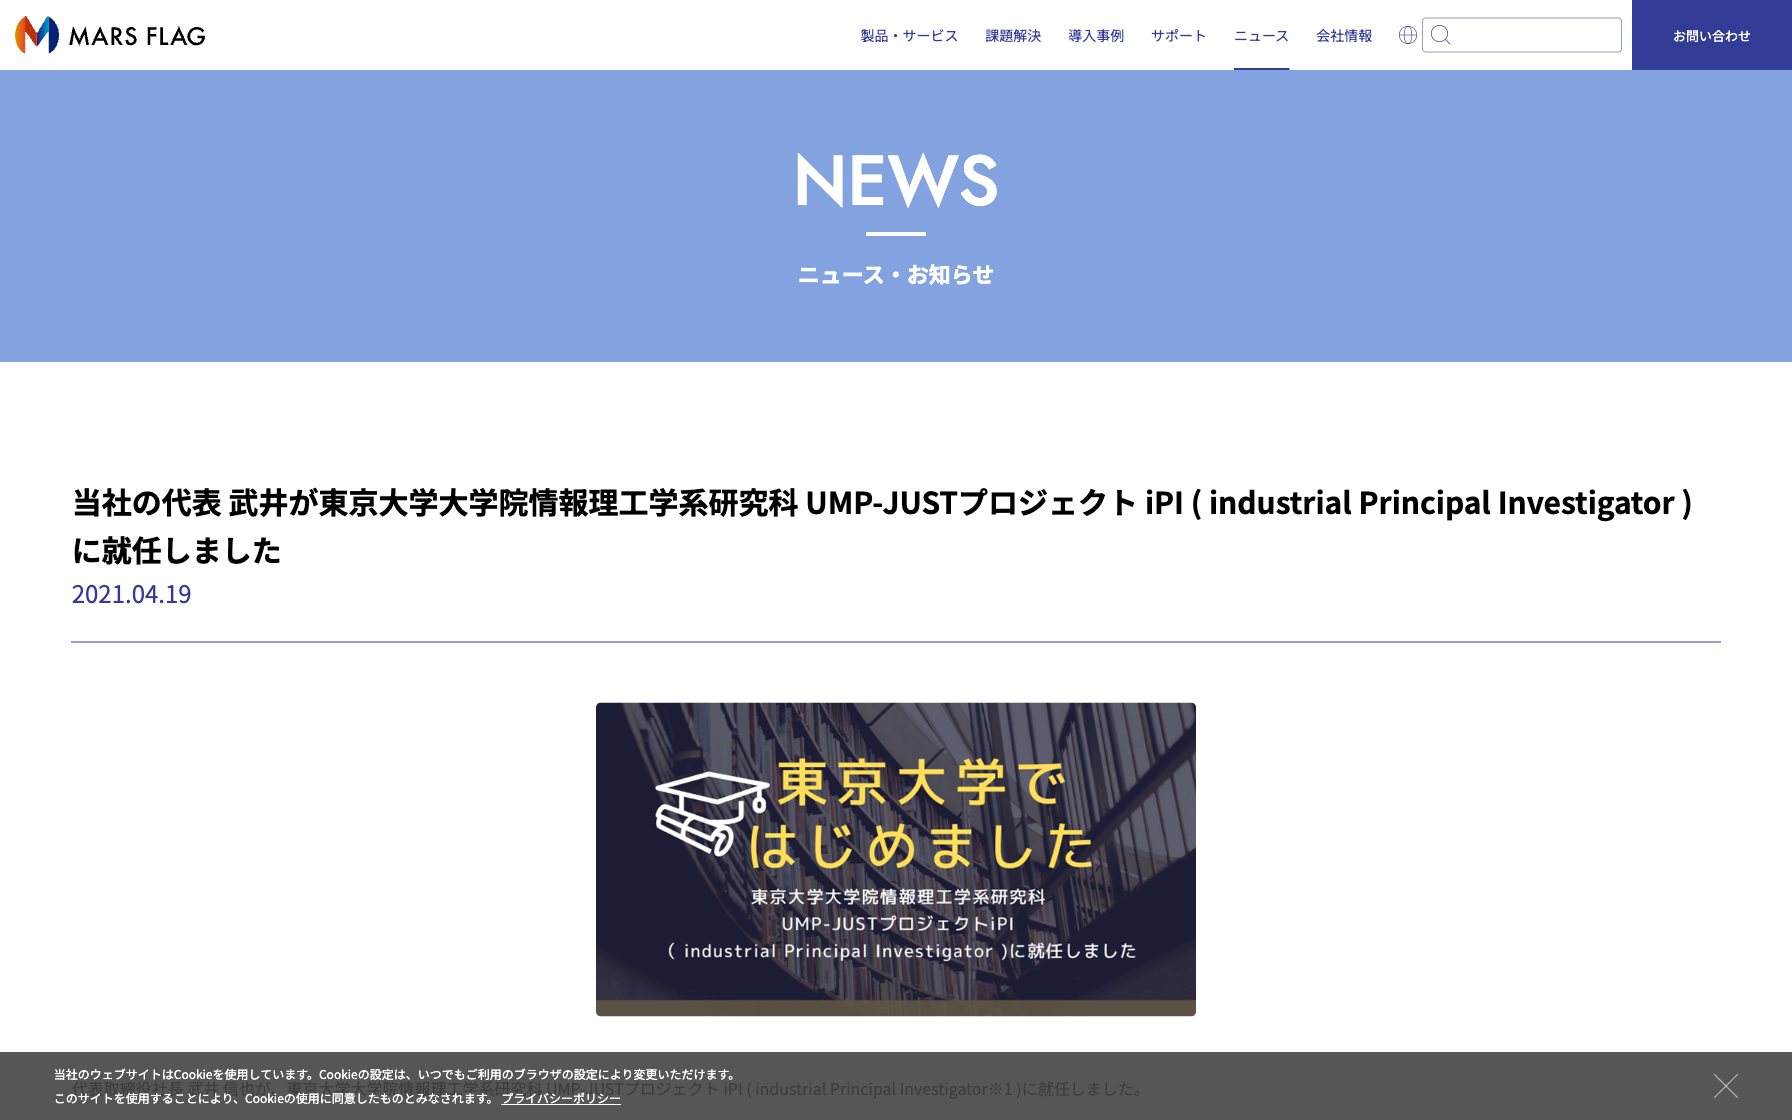 MARS FLAG
製品・サービス 課題解決 導入事例 サポート ニュース 会社情報 お問い合わせ
NEWS
ニュース・お知らせ
当社の代表 武井が東京大学大学院情報理工学系研究科 UMP-JUSTプロジェクト iPI ( industrial Principal Investigator )
に就任しました
2021.04.19
東京大学で
はじめました
東京大学大学院情報理工学系研究科
UMP-JUSTプロジェクトiPI
( industrial Principal Investigator )に就任しました
当社のウェブサイトはCookieを使用しています。Cookieの設定は、いつでもご利用のブラウザの設定により変更いただけます。
代表取締役社長 武井 信也が、東京大学大学院情報理工学系研究科 UMP-JUSTプロジェクト iPI ( industrial Principal Investigator※1 )に就任しました。
このサイトを使用することにより、Cookieの使用に同意したものとみなされます。 プライバシーポリシー